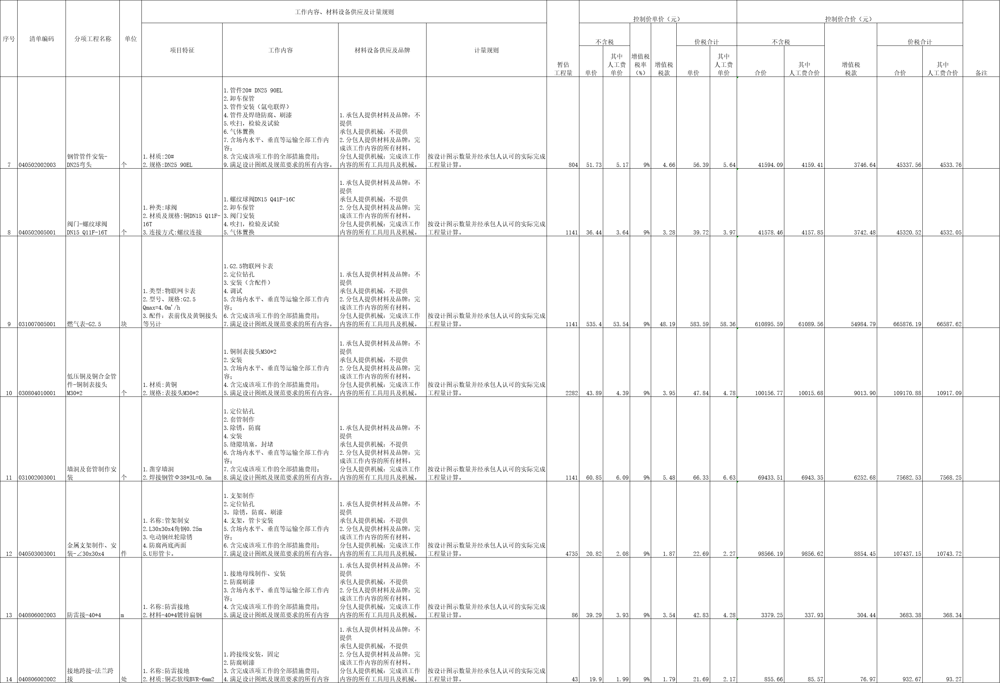 工作内容、材料设备供应及计量规则
控制价单价（元）
控制价合价（元）
序号
清单编码
分项工程名称
单位
项目特征
工作内容
材料设备供应及品牌
计量规则
暂估
工程量
不含税
增值税
税率
（%）
增值税
税款
价税合计
不含税
增值税
税款
价税合计
备注
单价
其中
人工费
单价
单价
其中
人工费
单价
合价
其中
人工费合价
合价
其中
人工费合价
7
040502002003
钢管管件安装-
DN25弯头
个
1.材质:20#
2.规格:DN25 90EL
1.管件20# DN25 90EL
2.卸车保管
3.管件安装（氩电联焊）
4.管件及焊缝防腐、刷漆
5.吹扫，检验及试验
6.气体置换
7.含场内水平、垂直等运输全部工作内
容；
8.含完成该项工作的全部措施费用；
9.满足设计图纸及规范要求的所有内容。
1.承包人提供材料及品牌：不
提供
承包人提供机械：不提供
2.分包人提供材料及品牌：完
成该工作内容的所有材料。
分包人提供机械：完成该工作
内容的所有工具用具及机械。
按设计图示数量并经承包人认可的实际完成
工程量计算。
804
51.73
5.17
9%
4.66
56.39
5.64
41594.09
4159.41
3746.64
45337.56
4533.76
8
040502005001
阀门-螺纹球阀
DN15 Q11F-16T
个
1.种类:球阀
2.材质及规格:铜DN15 Q11F-
16T
3.连接方式:螺纹连接
1.螺纹球阀DN15 Q41F-16C
2.卸车保管
3.阀门安装
4.吹扫，检验及试验
5.气体置换
1.承包人提供材料及品牌：不
提供
承包人提供机械：不提供
2.分包人提供材料及品牌：完
成该工作内容的所有材料。
分包人提供机械：完成该工作
内容的所有工具用具及机械。
按设计图示数量并经承包人认可的实际完成
工程量计算。
1141
36.44
3.64
9%
3.28
39.72
3.97
41578.46
4157.85
3742.48
45320.52
4532.05
9
031007005001
燃气表-G2.5
块
1.类型:物联网卡表
2.型号、规格:G2.5
Qmax=4.0m'/h
3.配件：表前伐及黄铜接头
等另计
1.G2.5物联网卡表
2.定位钻孔
3.安装（含配件）
4.调试
5.含场内水平、垂直等运输全部工作内
容；
6.含完成该项工作的全部措施费用；
7.满足设计图纸及规范要求的所有内容。
1.承包人提供材料及品牌：不
提供
承包人提供机械：不提供
2.分包人提供材料及品牌：完
成该工作内容的所有材料。
分包人提供机械：完成该工作
内容的所有工具用具及机械。
按设计图示数量并经承包人认可的实际完成
工程量计算。
1141
535.4
53.54
9%
48.19
583.59
58.36
610895.59
61089.56
54984.79
665876.19
66587.62
10
030804010001
低压铜及铜合金管
件-铜制表接头
M30*2
个
1.材质:黄铜
2.规格:表接头M30*2
1.铜制表接头M30*2
2.安装
3.含场内水平、垂直等运输全部工作内
容；
4.含完成该项工作的全部措施费用；
5.满足设计图纸及规范要求的所有内容。
1.承包人提供材料及品牌：不
提供
承包人提供机械：不提供
2.分包人提供材料及品牌：完
成该工作内容的所有材料。
分包人提供机械：完成该工作
内容的所有工具用具及机械。
按设计图示数量并经承包人认可的实际完成
工程量计算。
2282
43.89
4.39
9%
3.95
47.84
4.78
100156.77
10015.68
9013.90
109170.88
10917.09
11
031002003001
墙洞及套管制作安
装
个
1.凿穿墙洞
2.焊接钢管Φ38*3L=0.5m
1.定位钻孔
2.套管制作
3.除锈，防腐
4.安装
5.缝隙填塞，封堵
6.含场内水平、垂直等运输全部工作内
容；
7.含完成该项工作的全部措施费用；
8.满足设计图纸及规范要求的所有内容。
1.承包人提供材料及品牌：不
提供
承包人提供机械：不提供
2.分包人提供材料及品牌：完
成该工作内容的所有材料。
分包人提供机械：完成该工作
内容的所有工具用具及机械。
按设计图示数量并经承包人认可的实际完成
工程量计算。
1141
60.85
6.09
9%
5.48
66.33
6.63
69433.51
6943.35
6252.68
75682.53
7568.25
12
040503003001
金属支架制作、安
装-∠30x30x4
件
1.名称:管架制安
2.L30x30x4角钢0.25m
3.电动钢丝轮除锈
4.防腐两底两面
5.U形管卡。
1.支架制作
2.定位钻孔
3，除锈，防腐、刷漆
4.支架，管卡安装
5.含场内水平、垂直等运输全部工作内
容；
6.含完成该项工作的全部措施费用；
7.满足设计图纸及规范要求的所有内容。
1.承包人提供材料及品牌：不
提供
承包人提供机械：不提供
2.分包人提供材料及品牌：完
成该工作内容的所有材料。
分包人提供机械：完成该工作
内容的所有工具用具及机械。
按设计图示数量并经承包人认可的实际完成
工程量计算。
4735
20.82
2.08
9%
1.87
22.69
2.27
98566.19
9856.62
8854.45
107437.15
10743.72
13
040806002003
防雷接-40*4
m
1.名称:防雷接地
2.材料-40*4镀锌扁钢
1.接地母线制作、安装
2.防腐刷漆
3.含场内水平、垂直等运输全部工作内
容；
4.含完成该项工作的全部措施费用；
5.满足设计图纸及规范要求的所有内容
1.承包人提供材料及品牌：不
提供
承包人提供机械：不提供
2.分包人提供材料及品牌：完
成该工作内容的所有材料。
分包人提供机械：完成该工作
内容的所有工具用具及机械。
按设计图示数量并经承包人认可的实际完成
工程量计算。
86
39.29
3.93
9%
3.54
42.83
4.28
3379.25
337.93
304.44
3683.38
368.34
14
040806002002
接地跨接-法兰跨
接
处
1.名称:防雷接地
2.材质:铜芯软线BVR-6mm2
1.跨接线安装，固定
2.防腐刷漆
3.含完成该项工作的全部措施费用；
4.满足设计图纸及规范要求的所有内容
1.承包人提供材料及品牌：不
提供
承包人提供机械：不提供
2.分包人提供材料及品牌：完
成该工作内容的所有材料。
分包人提供机械：完成该工作
内容的所有工具用具及机械。
按设计图示数量并经承包人认可的实际完成
工程量计算。
43
19.9
1.99
9%
1.79
21.69
2.17
855.66
85.57
76.97
932.67
93.27